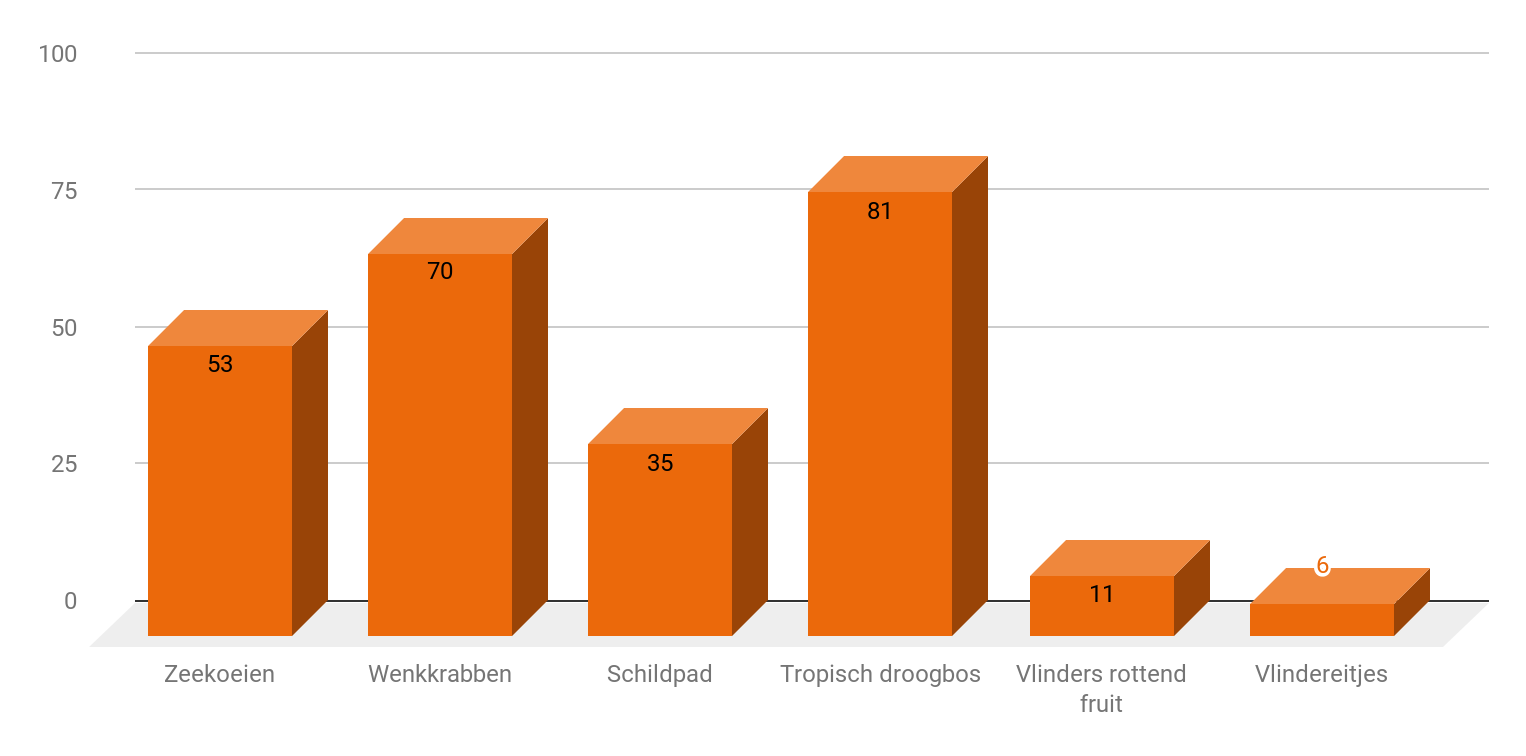 100
75
50
25
0
53
70
35
81
11
6
Zeekoeien
Wenkkrabben
Schildpad
Tropisch droogbos
Vlinders rottend
fruit
Vlindereitjes